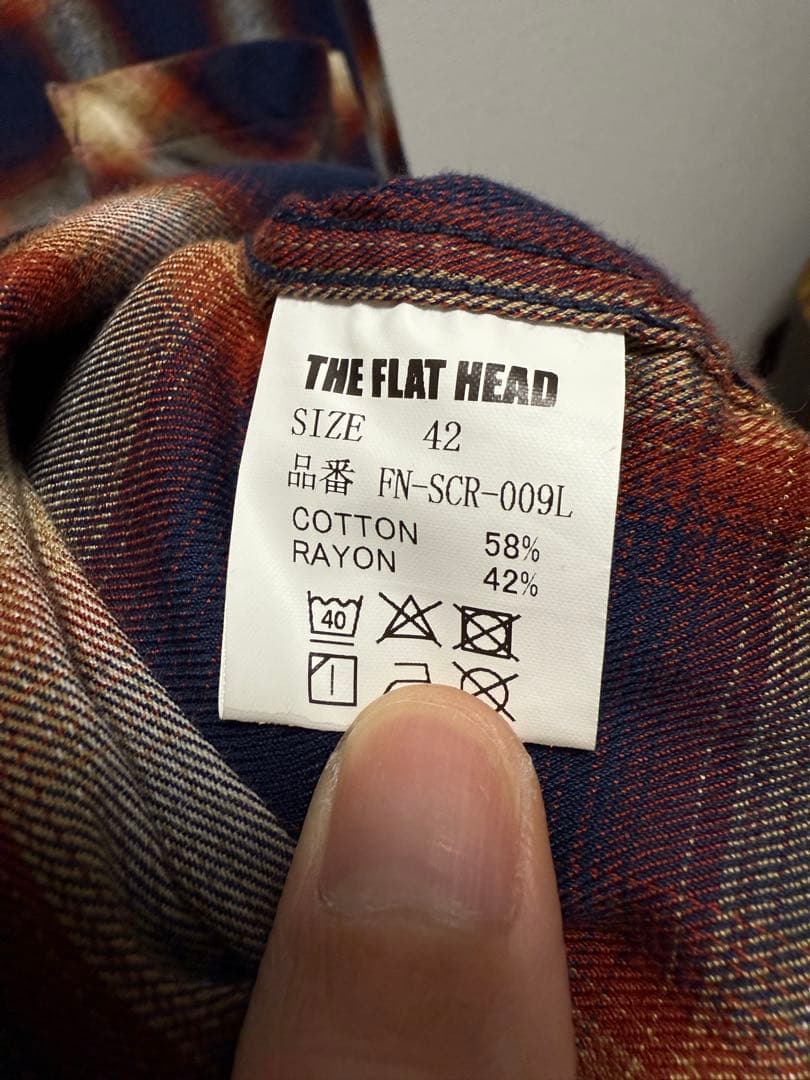 THE FLAT HEAD
SIZE 42
品番 FN-SCR-009L
COTTON 58%
RAYON 42%
40